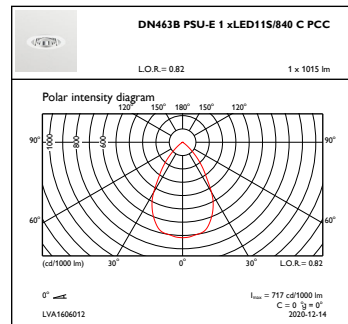 DN463B PSU-E 1 xLED11S/840 C PCC
L.O.R.= 0.82 1 x 1015 lm
Polar intensity diagram
120° 150° 180° 150° 120°
90° 1000 800 600 90°
60° 60°
(cd/1000 lm) 30° 0° 30° L.O.R.= 0.82
0° Imax = 717 cd/1000 lm
C = 0 °g = 0°
LVA1606012 2020-12-14